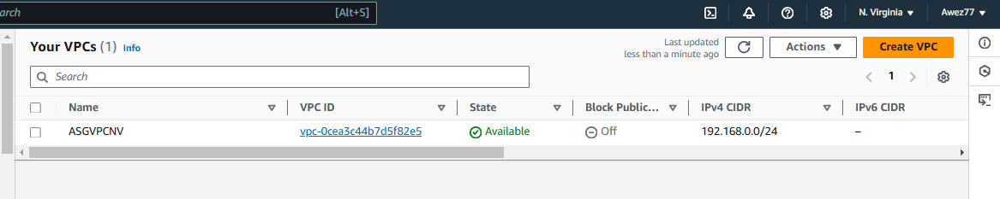 arch [Alt+S] N. Virginia Awez77
Your VPCs (1) Info Last updated less than a minute ago Actions Create VPC
Search 1
Name VPC ID State Block Public... IPv4 CIDR IPv6 CIDR
ASGVPCNV vpc-0cea3c44b7d5f82e5 Available Off 192.168.0.0/24 –